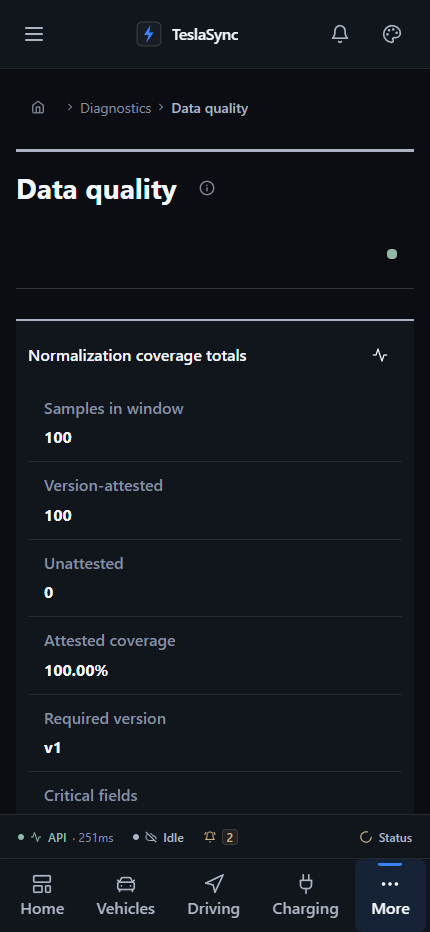 TeslaSync
Diagnostics
Data quality
Data quality
Normalization coverage totals
Samples in window
100
Version-attested
100
Unattested
0
Attested coverage
100.00%
Required version
v1
Critical fields
API · 251ms Idle 2 Status
Home Vehicles Driving Charging More